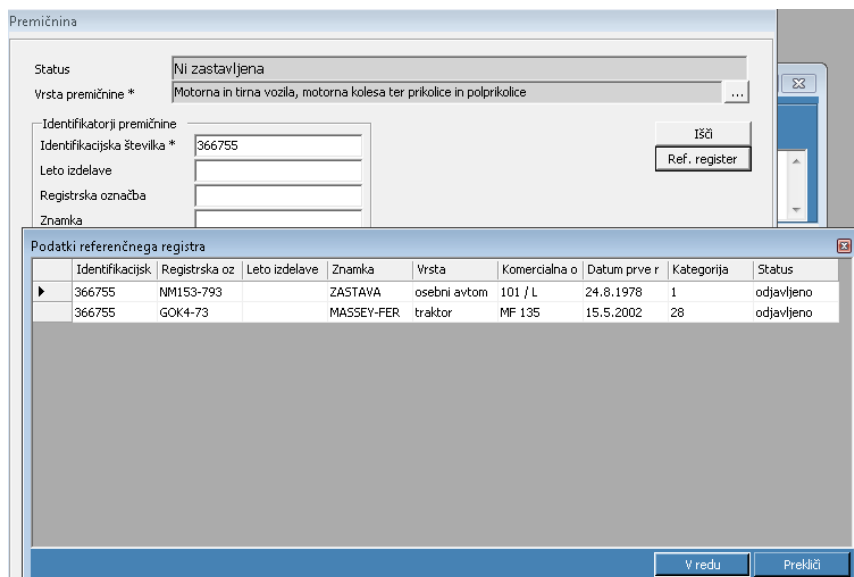 Premičnina
Status Ni zastavljena
Vrsta premičnine * Motorna in tirna vozila, motorna kolesa ter prikolice in polprikolice ...
Identifikatorji premičnine
Identifikacijska številka * 366755
Išči
Leto izdelave
Ref. register
Registrska označba
Znamka
Podatki referenčnega registra
Identifikacijsk Registrska oz Leto izdelave Znamka Vrsta Komercialna o Datum prve r Kategorija Status
366755 NM153-793 ZASTAVA osebni avtom 101 / L 24.8.1978 1 odjavljeno
366755 GOK4-73 MASSEY-FER traktor MF 135 15.5.2002 28 odjavljeno
V redu Prekliči